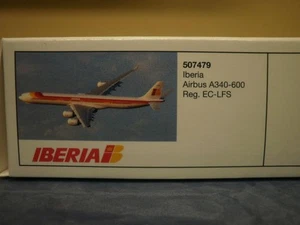 507479
Iberia
Airbus A340-600
Reg. EC-LFS
IBERIA